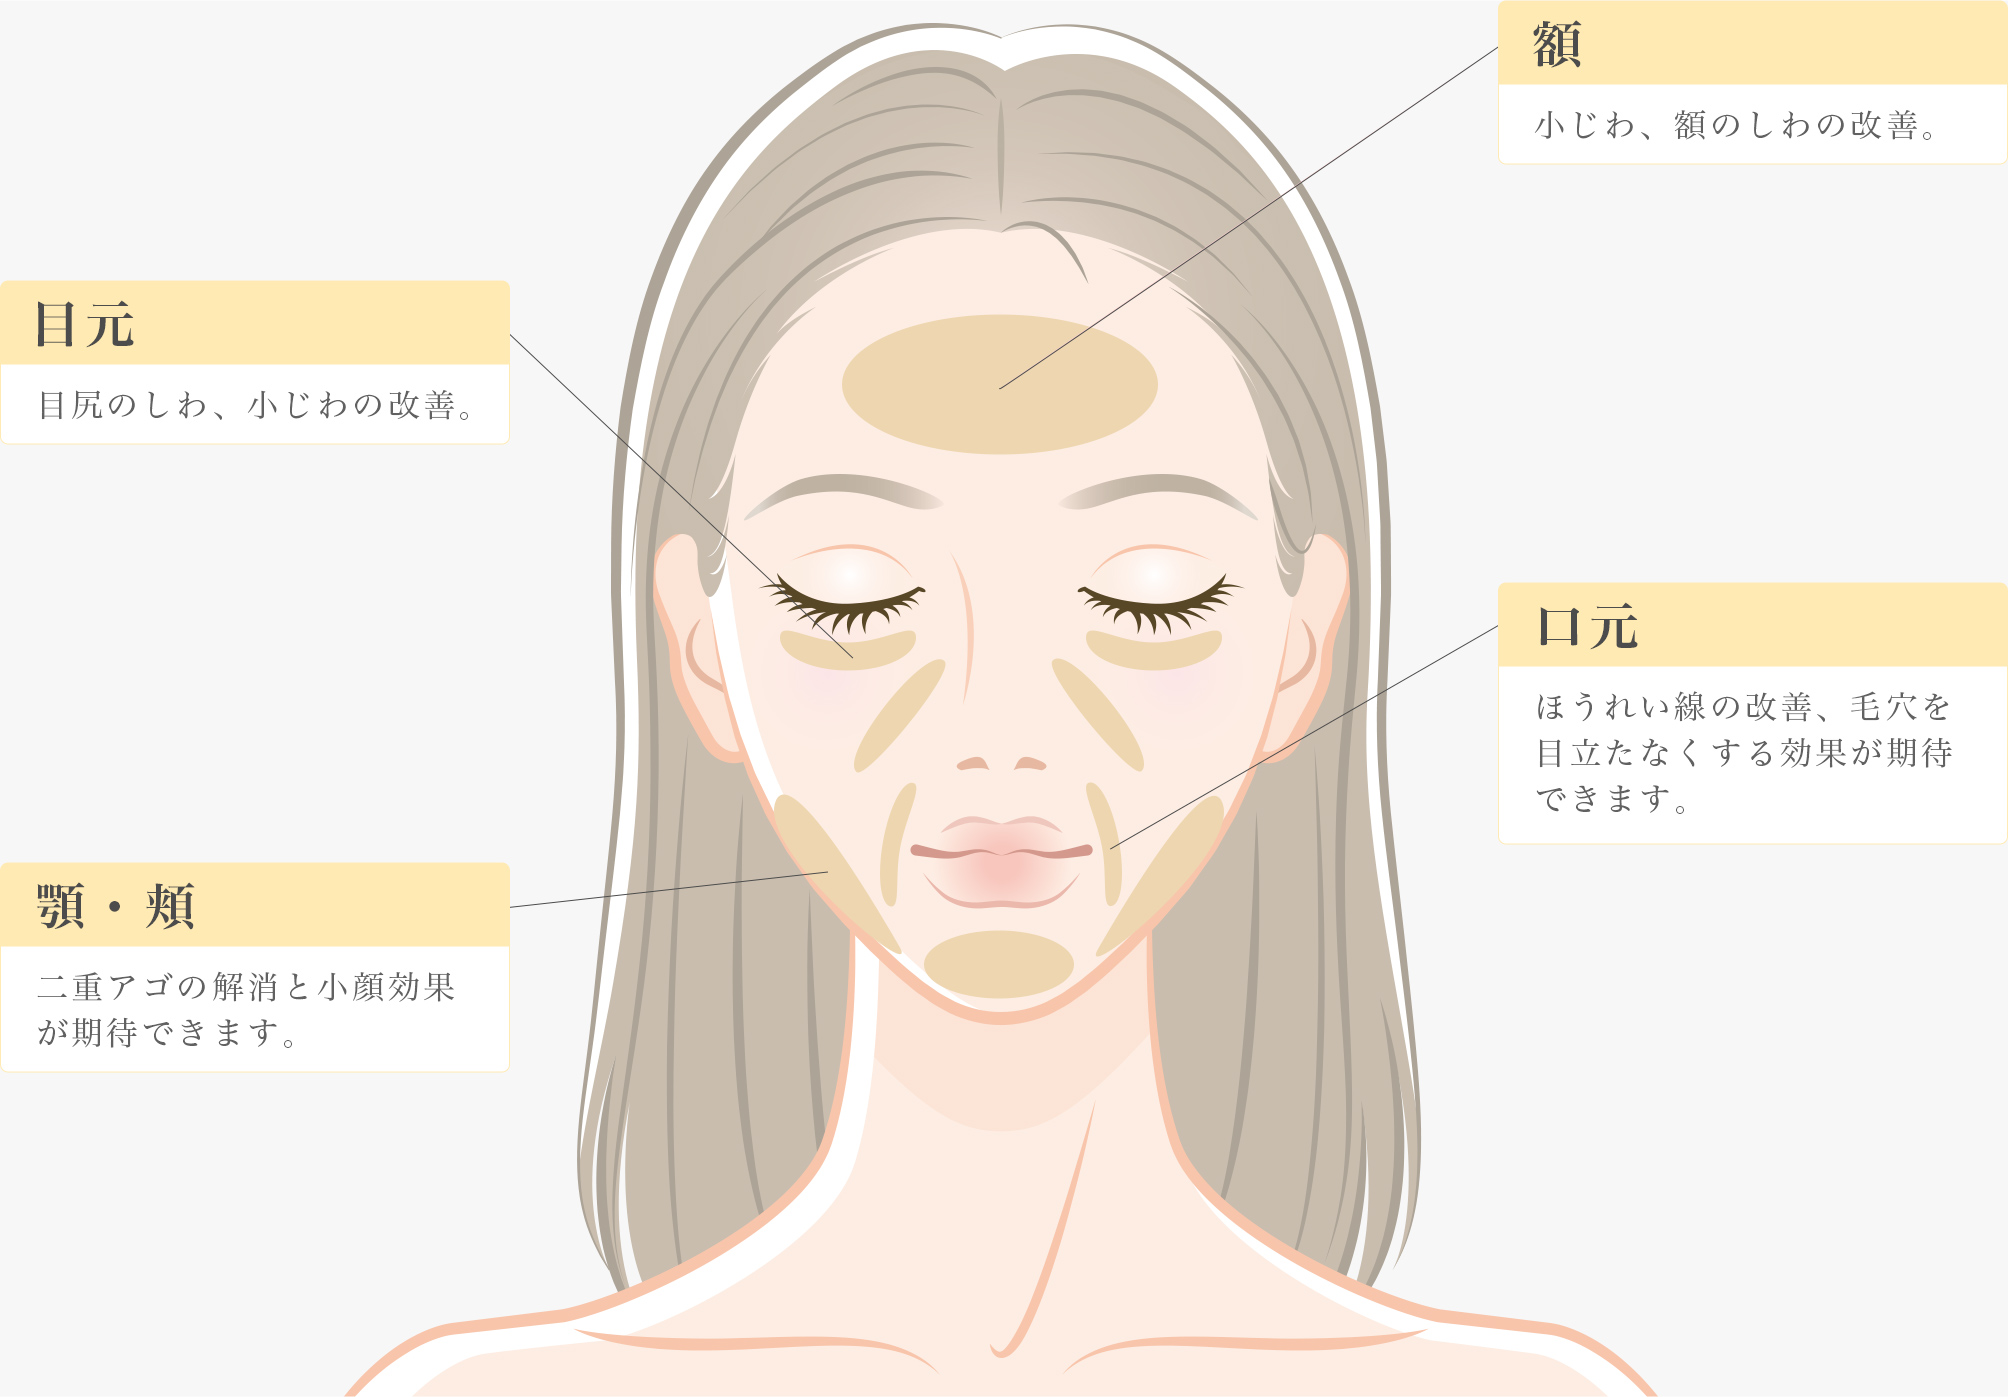 額
小じわ、額のしわの改善。
目元
目尻のしわ、小じわの改善。
口元
ほうれい線の改善、毛穴を
目立たなくする効果が期待
できます。
顎・頬
二重アゴの解消と小顔効果
が期待できます。